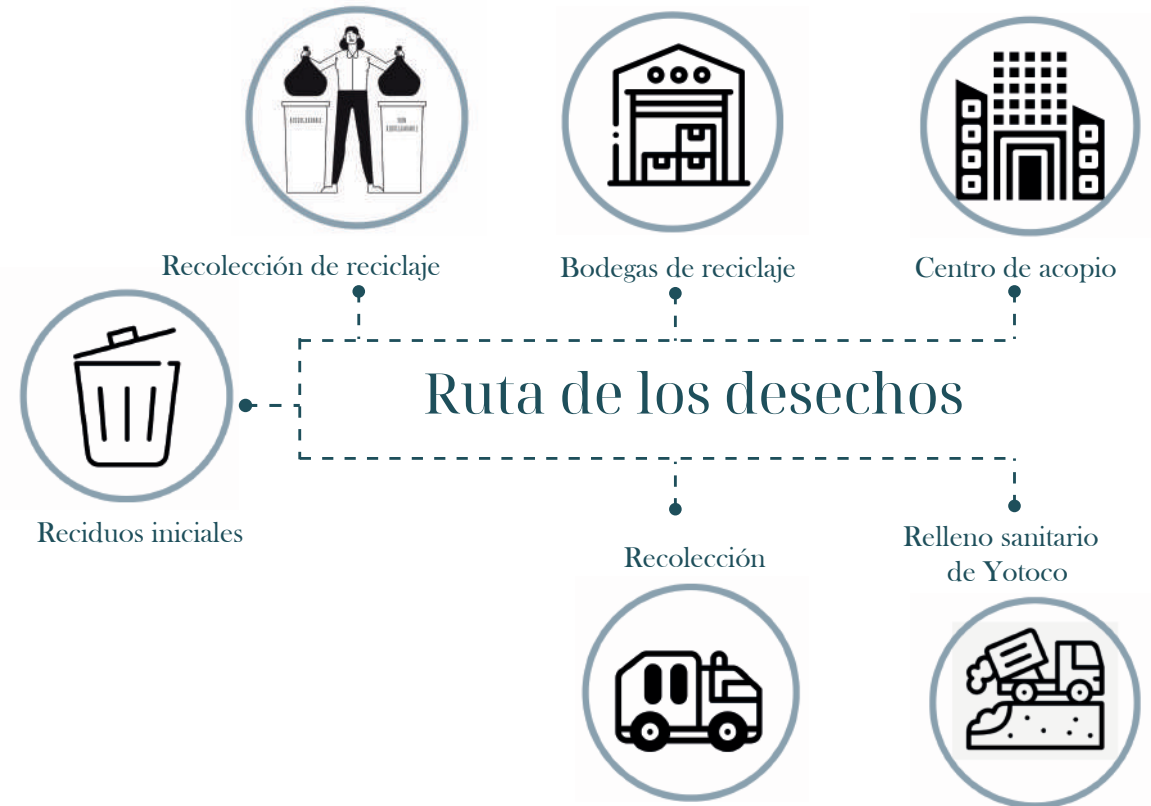 Recolección de reciclaje
Bodegas de reciclaje
Centro de acopio
Ruta de los desechos
Reciduos iniciales
Recolección
Relleno sanitario
de Yotoco